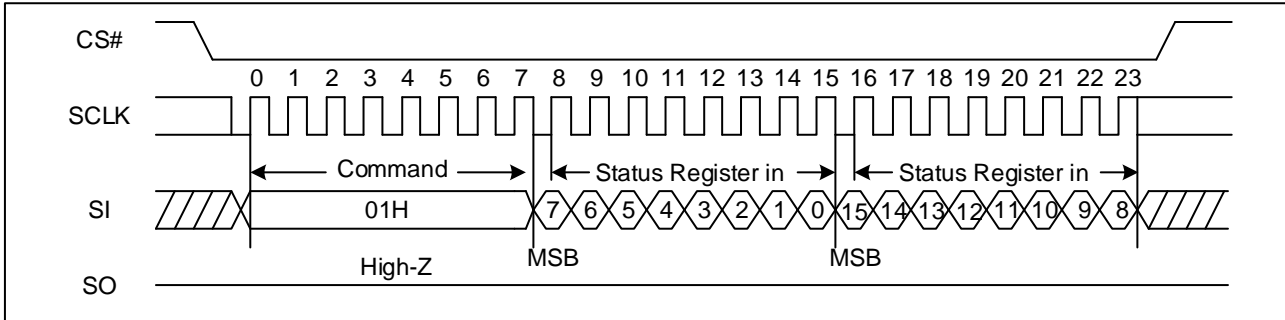 CS#
0 1 2 3 4 5 6 7 8 9 10 11 12 13 14 15 16 17 18 19 20 21 22 23
SCLK
Command Status Register in Status Register in
SI 01H 7 6 5 4 3 2 1 0 15 14 13 12 11 10 9 8
MSB MSB
High-Z
SO